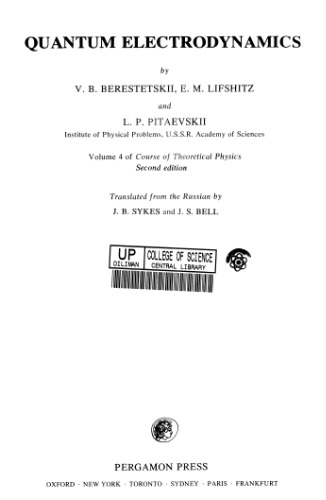 QUANTUM ELECTRODYNAMICS
by
V. B. BERESTETSKII, E. M. LIFSHITZ
and
L. P. PITAEVSKII
Institute of Physical Problems, U.S.S.R. Academy of Sciences
Volume 4 of Course of Theoretical Physics
Second edition
Translated from the Russian by
J. B. SYKES and J. S. BELL
UP
DILIMAN
COLLEGE OF SCIENCE
CENTRAL LIBRARY
PERGAMON PRESS
OXFORD · NEW YORK · TORONTO · SYDNEY · PARIS · FRANKFURT